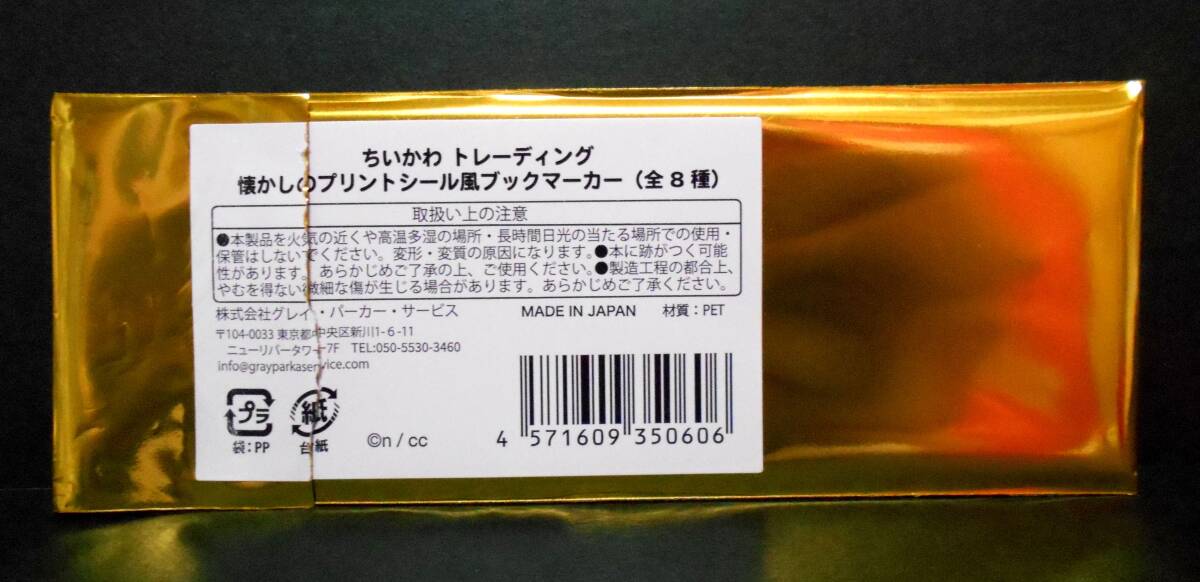 ちいかわ トレーディング
懐かしのプリントシール風ブックマーカー（全8種）
取扱い上の注意
●本製品を火気の近くや高温多湿の場所・長時間日光の当たる場所での使用・
保管はしないでください。変形・変質の原因になります。●本に跡がつく可能
性があります。あらかじめご了承の上、ご使用ください。●製造工程の都合上、
やむを得ない微細な傷が生じる場合があります。あらかじめご了承ください。
株式会社グレイ・パーカー・サービス MADE IN JAPAN 材質：PET
〒104-0033 東京都中央区新川1-6-11
ニューリバータワー7F TEL:050-5530-3460
info@grayparkaservice.com
プラ 紙
袋：PP 台紙
©n / cc
4 571609 350606